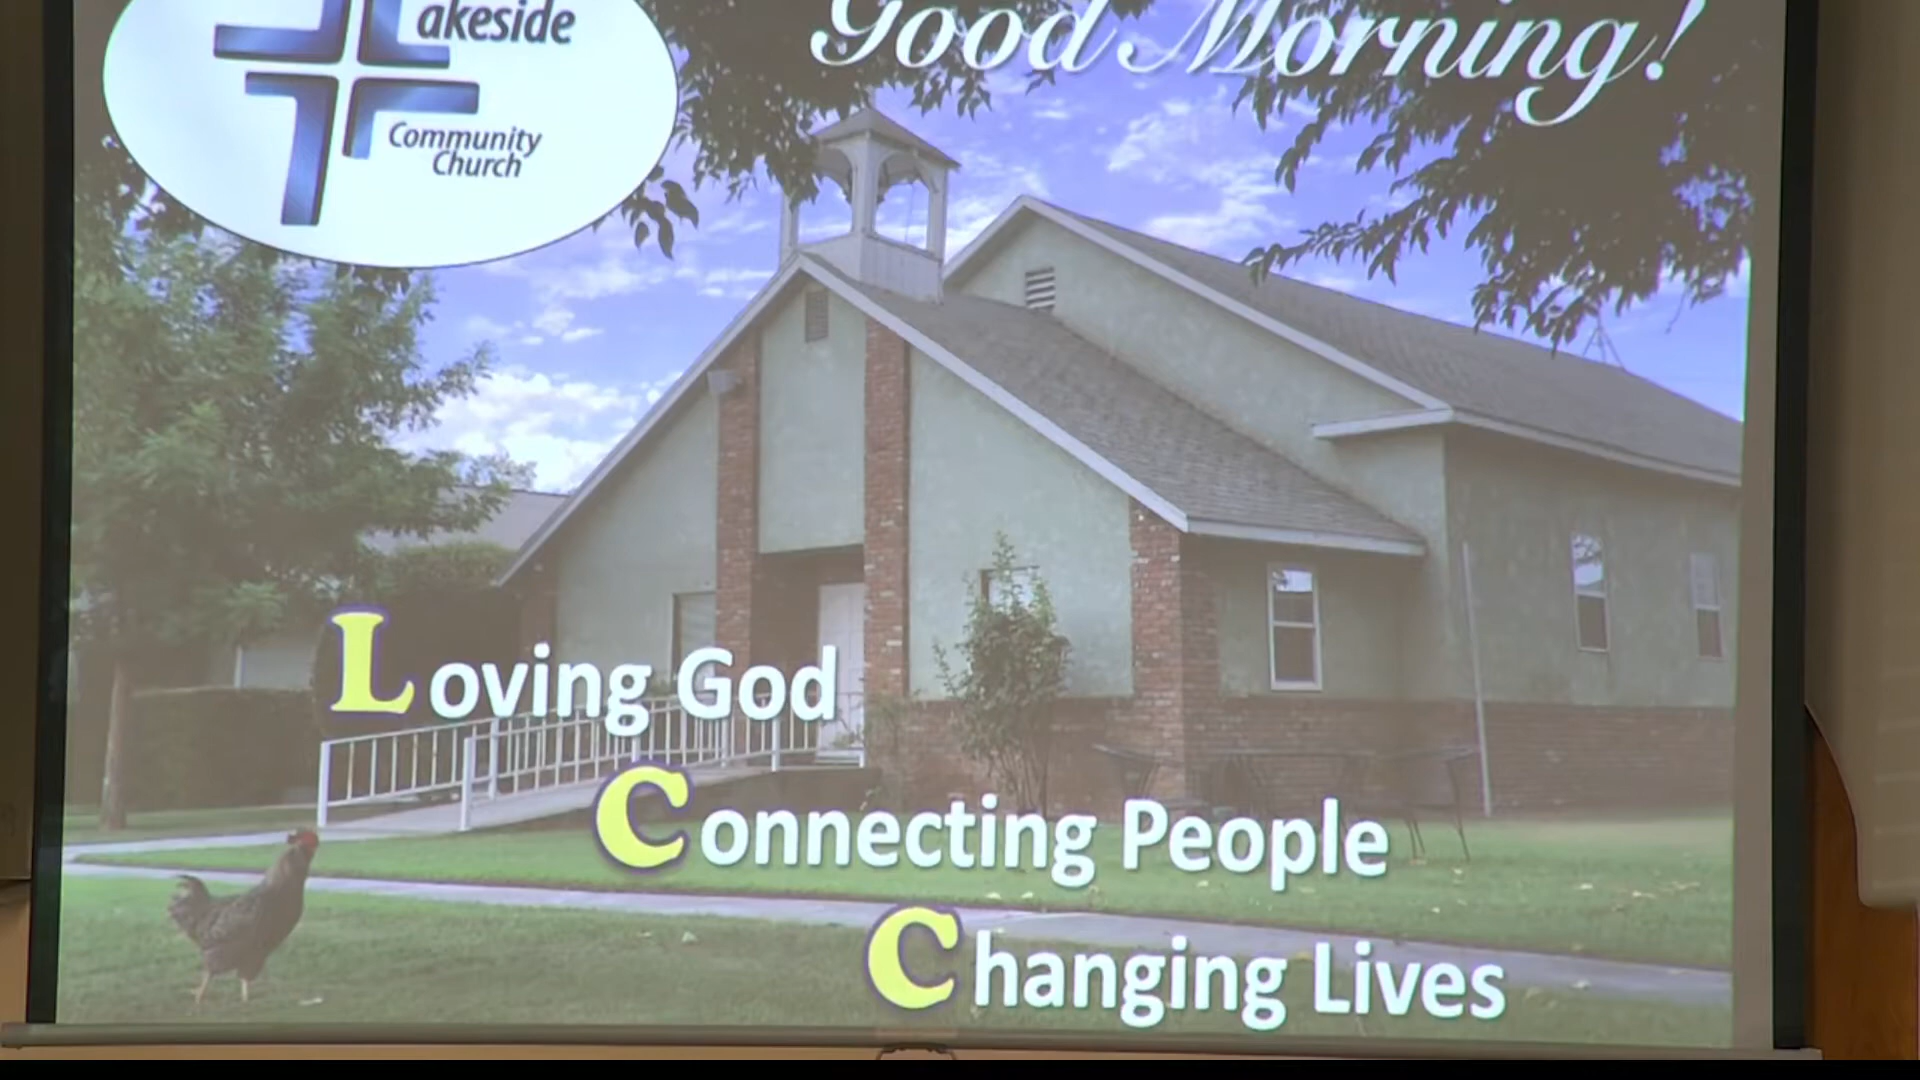 akeside
Community
Church
Good Morning!
Loving God
Connecting People
Changing Lives